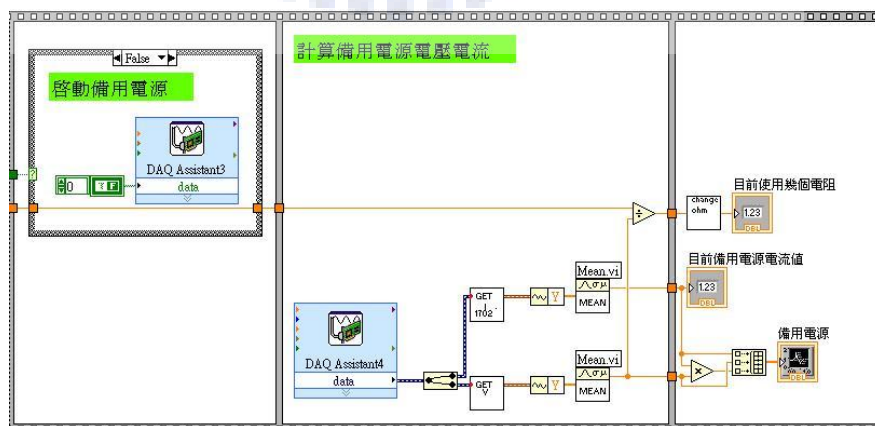 False
啓動備用電源
DAQ Assistant3
data
0
T F
?
計算備用電源電壓電流
DAQ Assistant4
data
GET
I
1702
Y
Mean.vi
MEAN
GET
V
Y
Mean.vi
MEAN
÷
change
ohm
目前使用幾個電阻
1.23
DBL
目前備用電源電流值
1.23
DBL
備用電源
×
DBL